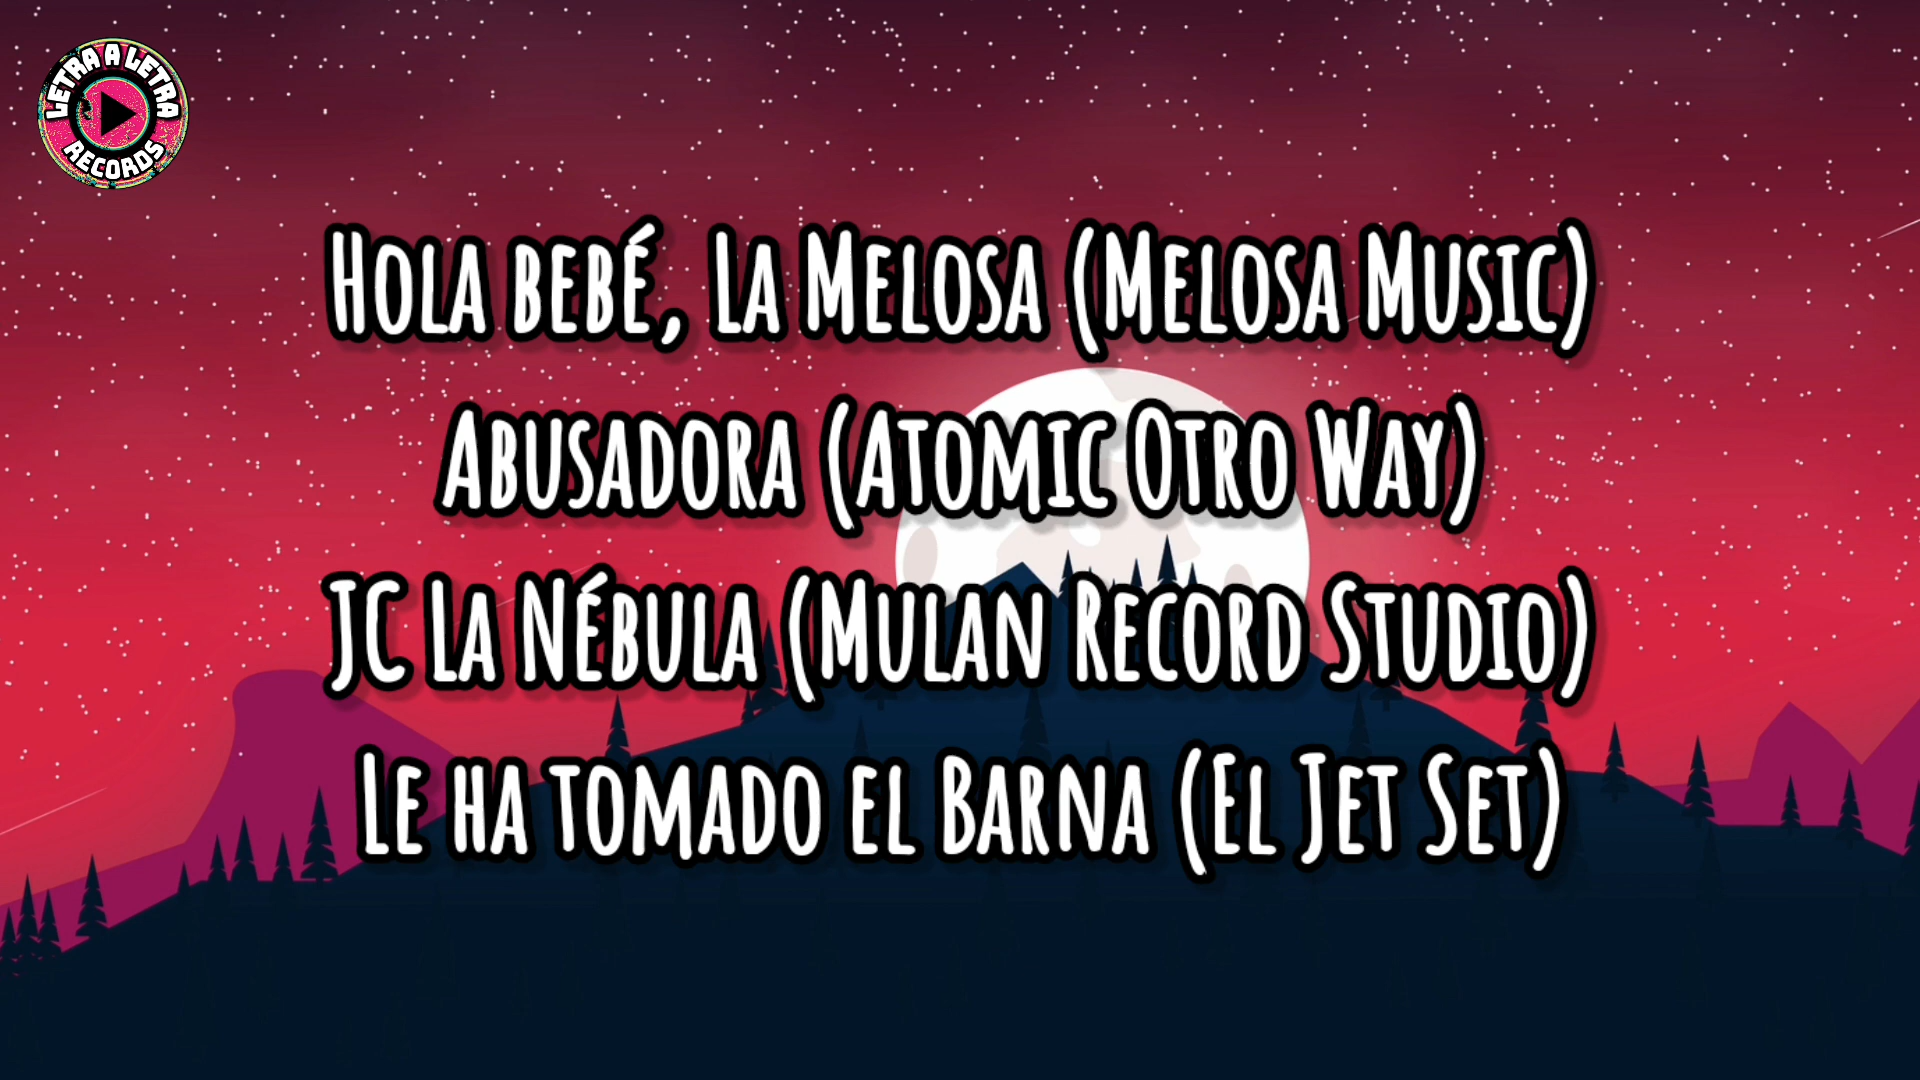 LETRA A LETRA
RECORDS
Hola bebé, La Melosa (Melosa Music)
Abusadora (Atomic Otro Way)
JC La Nébula (Mulan Record Studio)
Le ha tomado el Barna (El Jet Set)